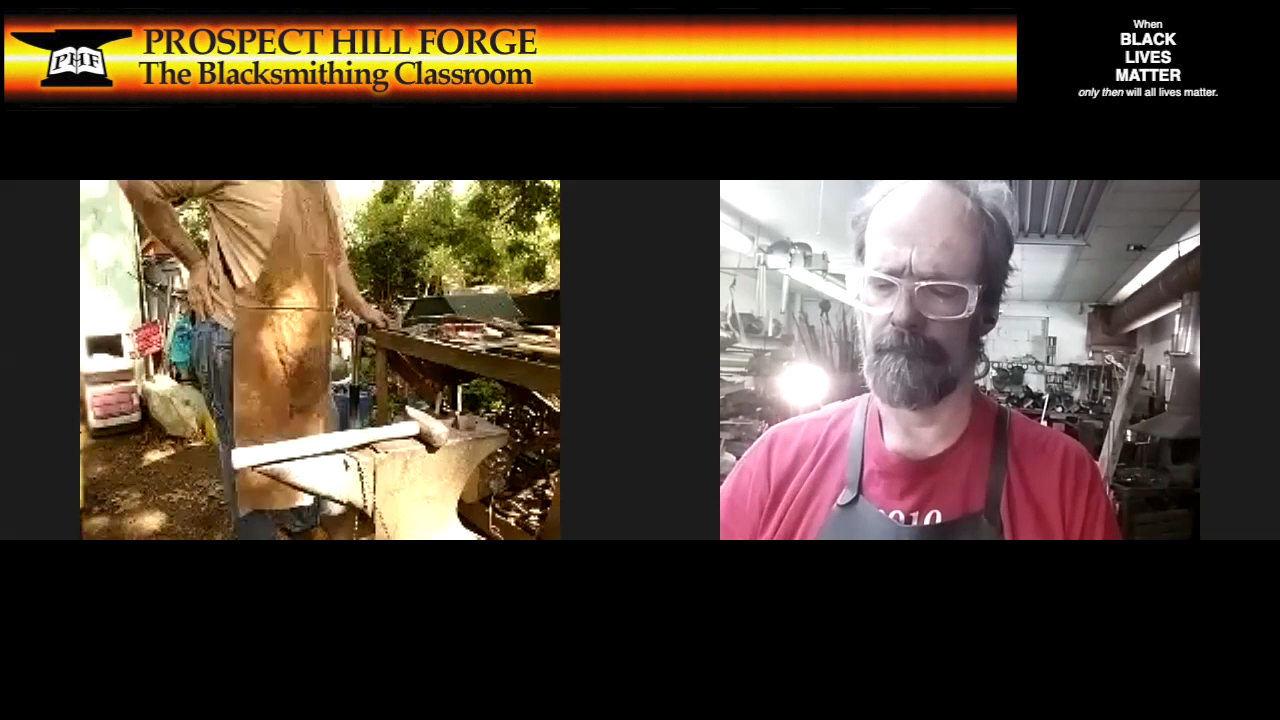 PHF
PROSPECT HILL FORGE
The Blacksmithing Classroom
When
BLACK
LIVES
MATTER
only then will all lives matter.